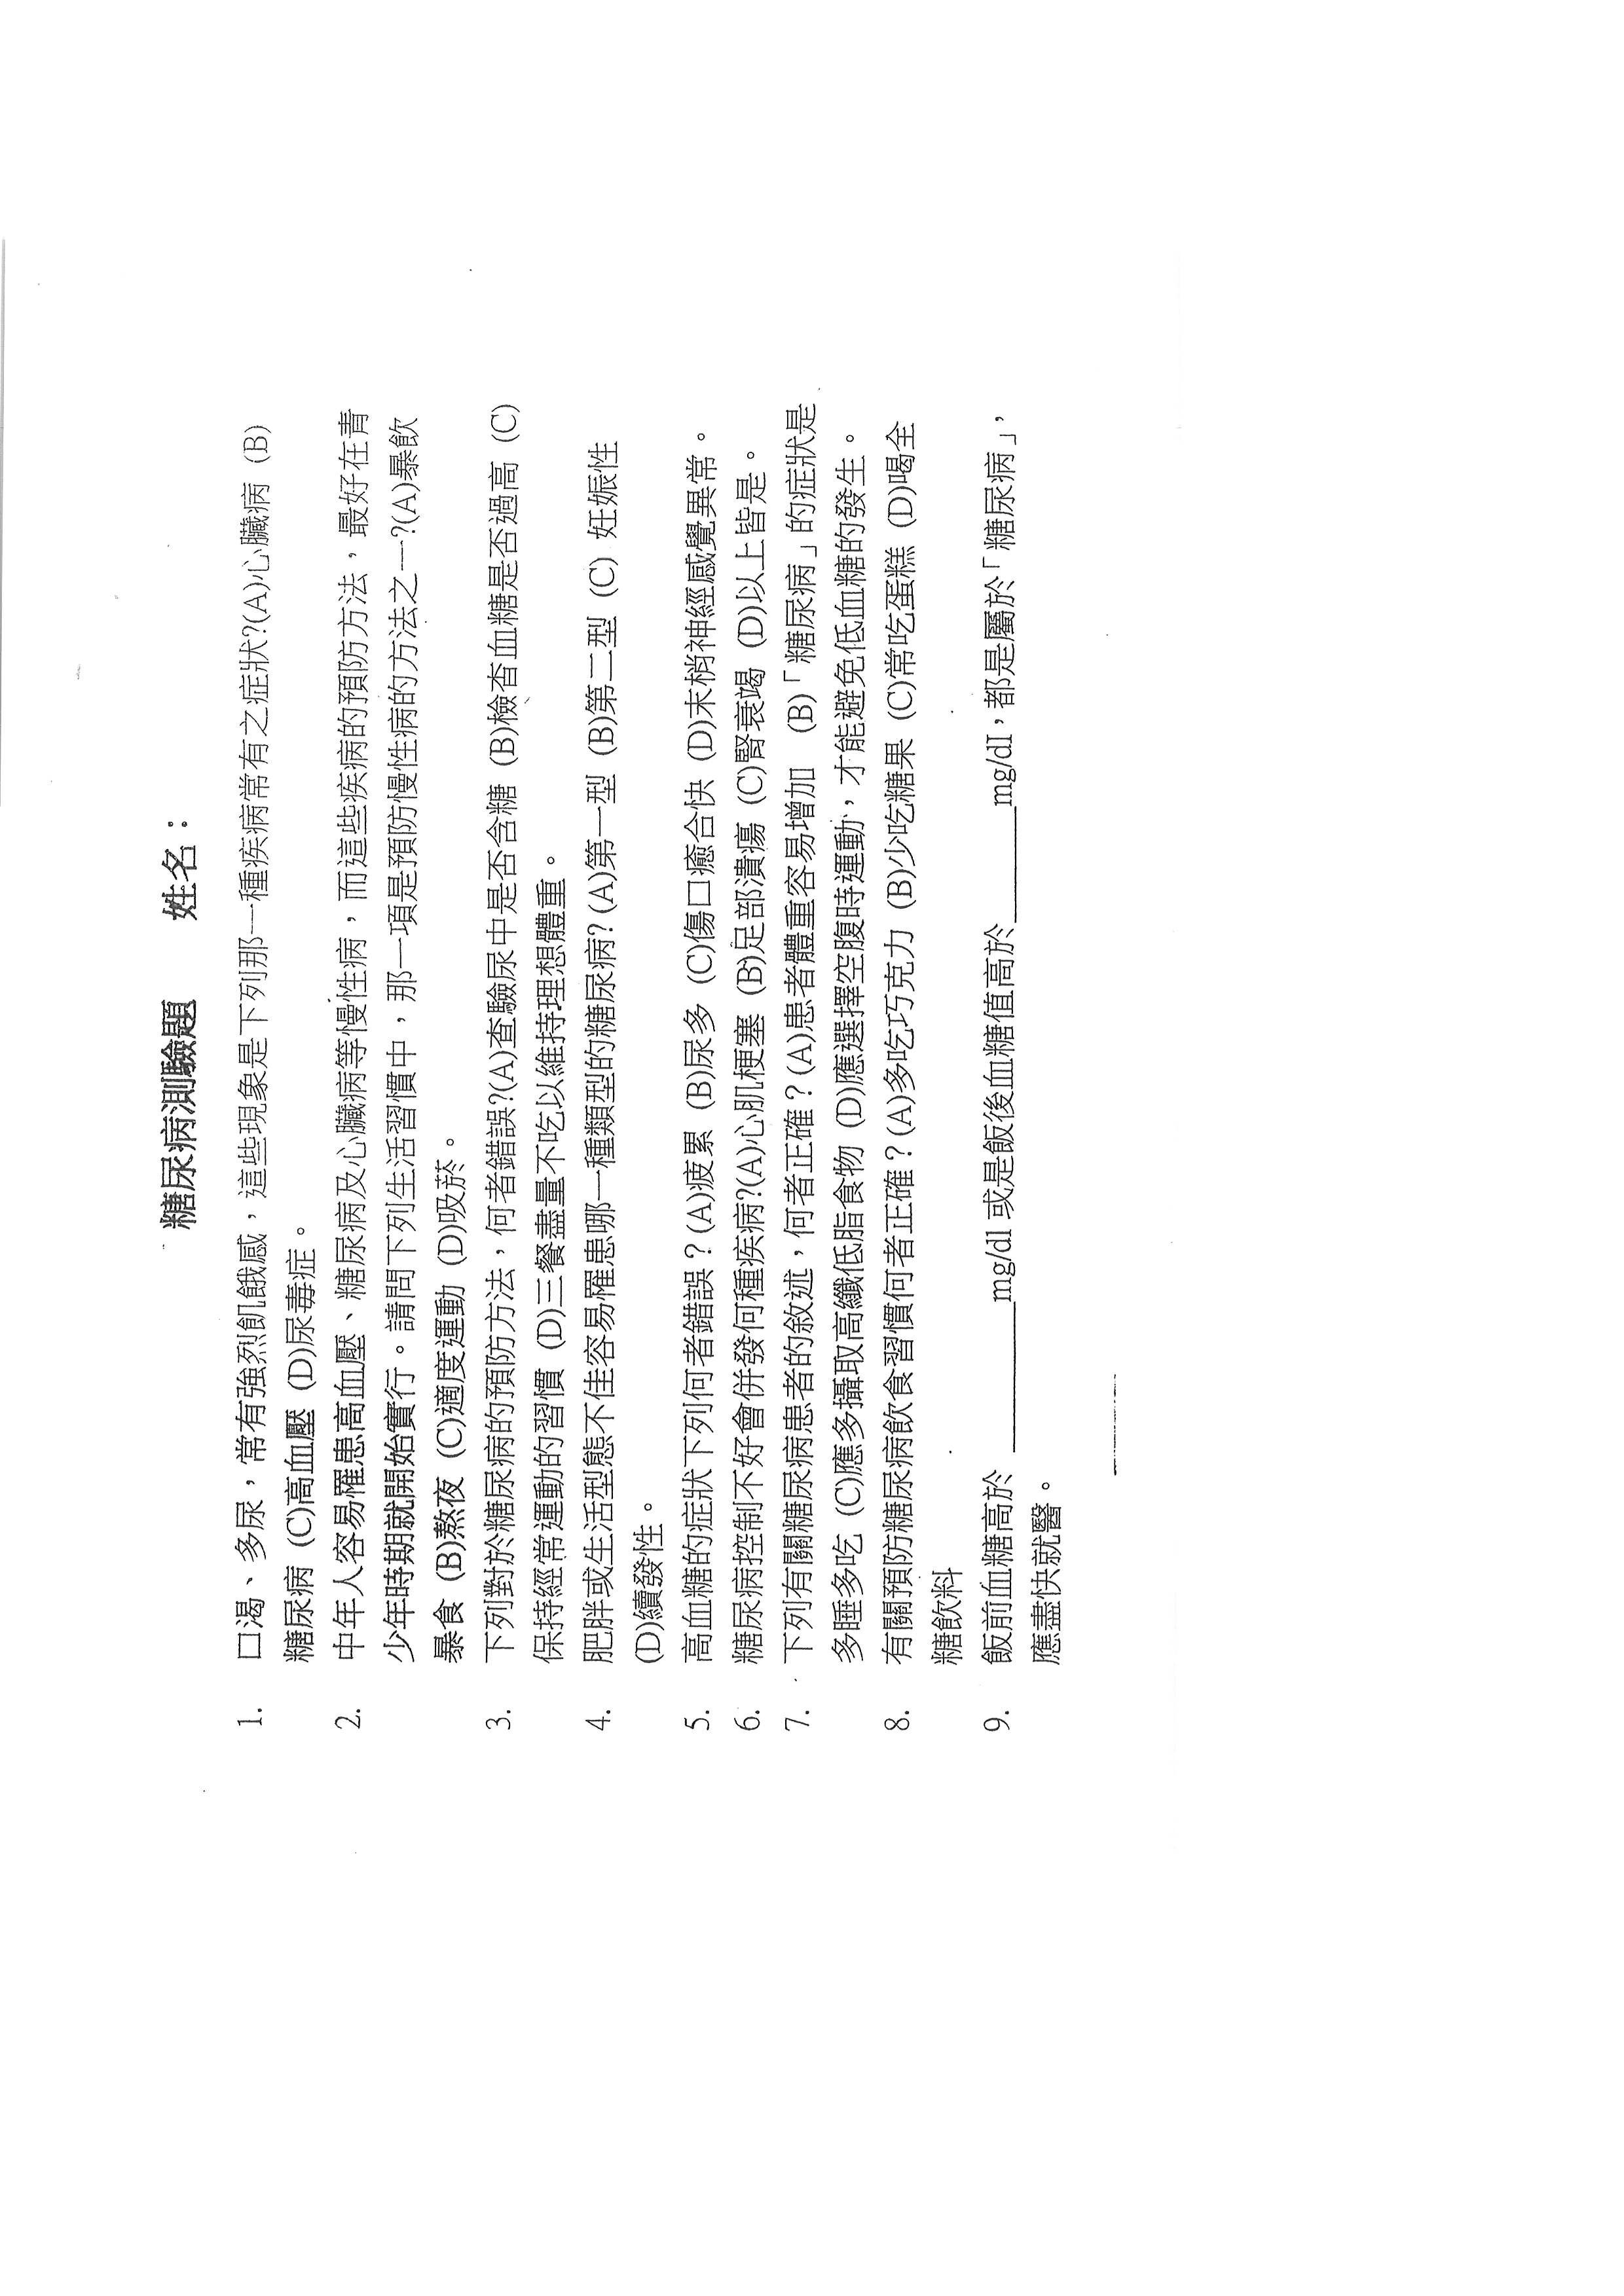 糖尿病測驗題 姓名：
1. 口渴、多尿，常有強烈飢餓感，這些現象是下列那一種疾病常有之症狀?(A)心臟病 (B)
糖尿病 (C)高血壓 (D)尿毒症。
2. 中年人容易罹患高血壓、糖尿病及心臟病等慢性病，而這些疾病的預防方法，最好在青
少年時期就開始實行。請問下列生活習慣中，那一項是預防慢性病的方法之一?(A)暴飲
暴食 (B)熬夜 (C)適度運動 (D)吸菸。
3. 下列對於糖尿病的預防方法，何者錯誤?(A)查驗尿中是否含糖 (B)檢查血糖是否過高 (C)
保持經常運動的習慣 (D)三餐盡量不吃以維持理想體重。
4. 肥胖或生活型態不佳容易罹患哪一種類型的糖尿病? (A)第一型 (B)第二型 (C) 妊娠性
(D)續發性。
5. 高血糖的症狀下列何者錯誤？(A)疲累 (B)尿多 (C)傷口癒合快 (D)末梢神經感覺異常。
6. 糖尿病控制不好會併發何種疾病?(A)心肌梗塞 (B)足部潰瘍 (C)腎衰竭 (D)以上皆是。
7. 下列有關糖尿病患者的敘述，何者正確？(A)患者體重容易增加 (B)「糖尿病」的症狀是
多睡多吃 (C)應多攝取高纖低脂食物 (D)應選擇空腹時運動，才能避免低血糖的發生。
8. 有關預防糖尿病飲食習慣何者正確？(A)多吃巧克力 (B)少吃糖果 (C)常吃蛋糕 (D)喝全
糖飲料
9. 飯前血糖高於 ________mg/dl 或是飯後血糖值高於______mg/dl，都是屬於「糖尿病」，
應盡快就醫。